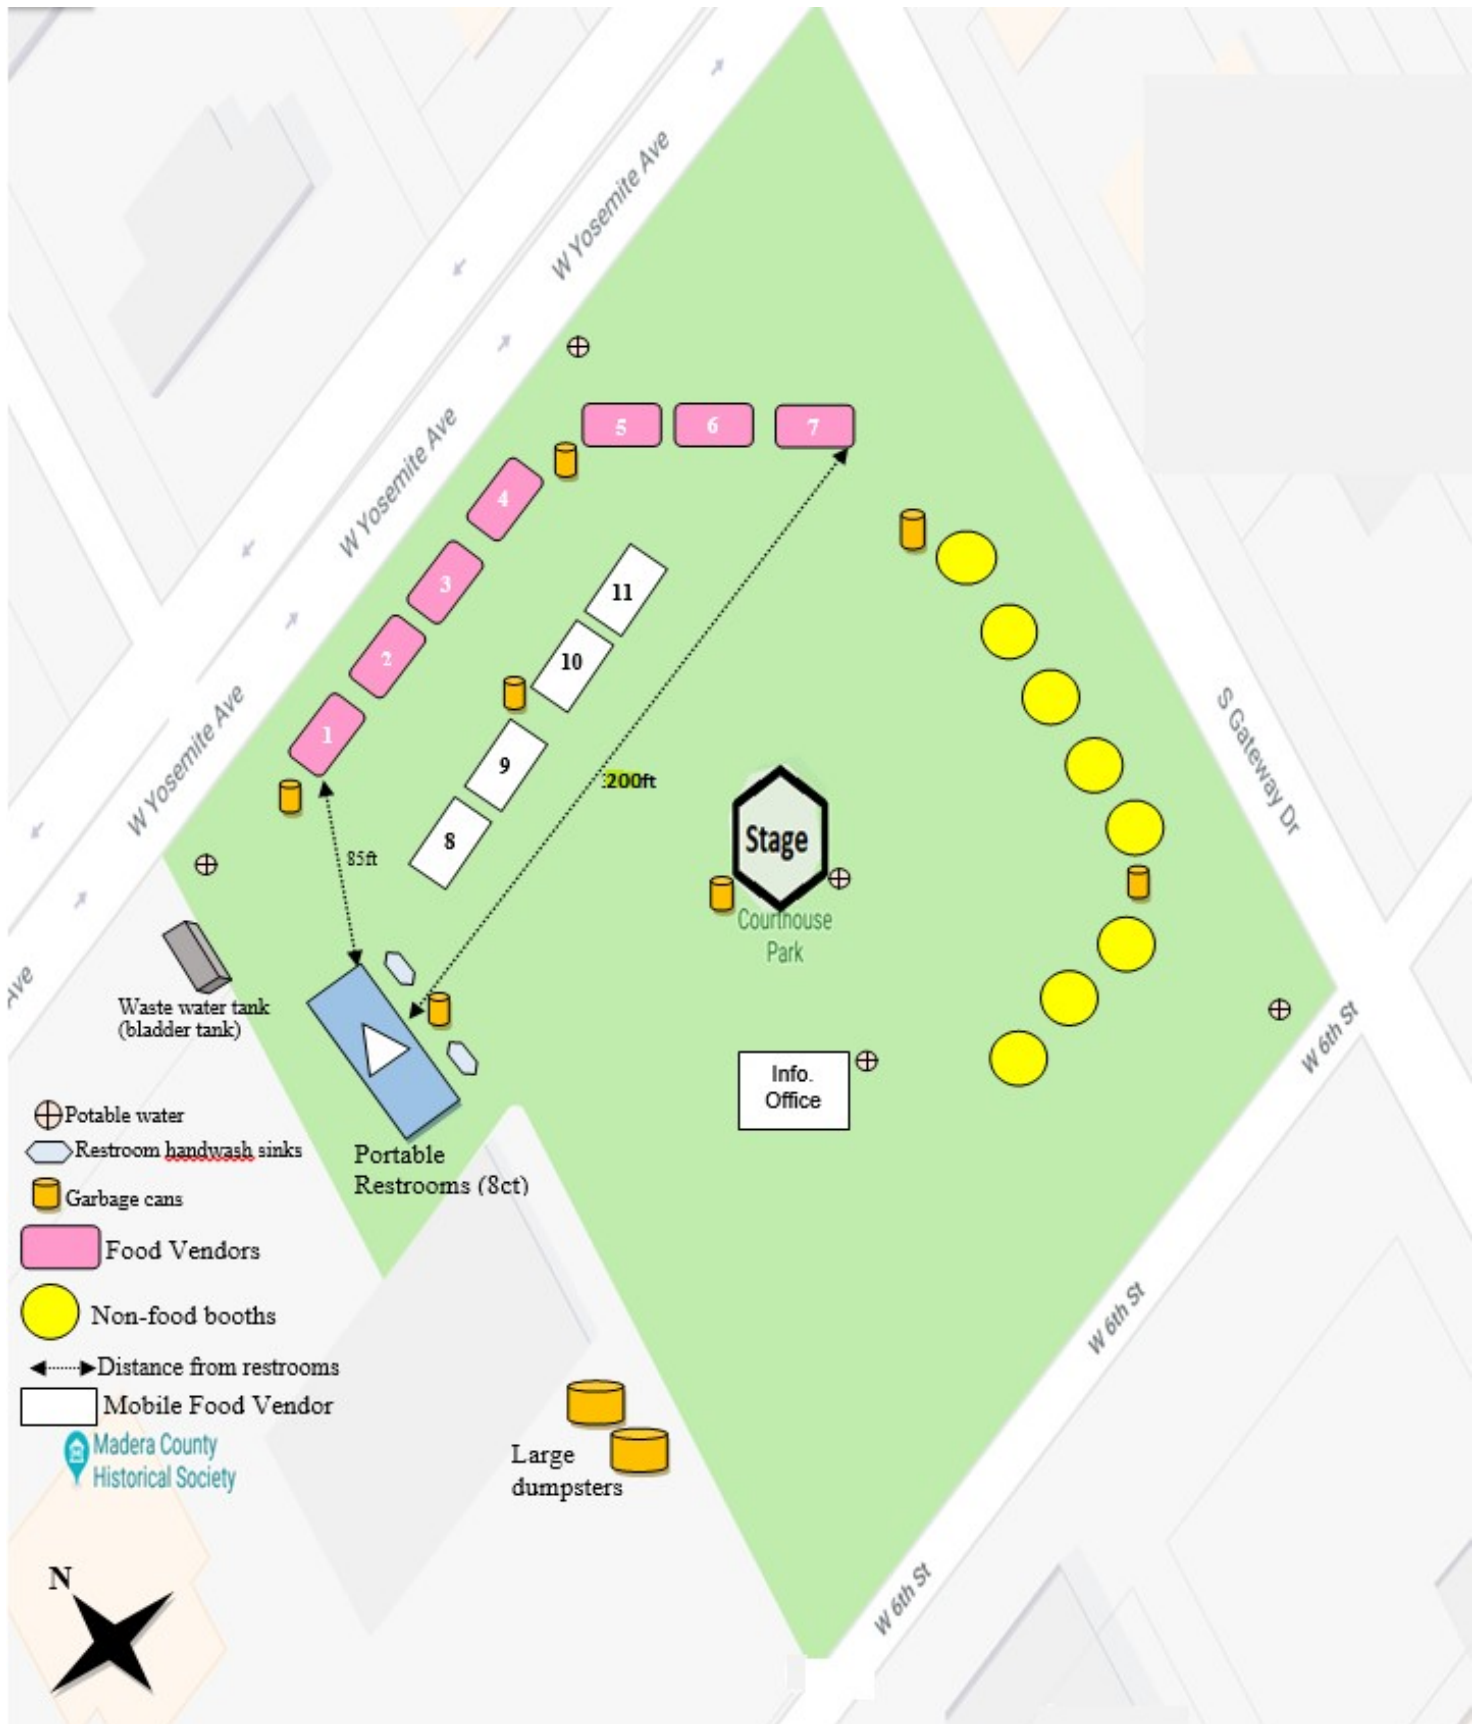 W Yosemite Ave
W Yosemite Ave
W Yosemite Ave
Ave
S Gateway Dr
W 6th St
W 6th St
W 6th St
5
6
7
4
3
2
1
11
10
9
8
200ft
85ft
Stage
Courthouse
Park
Waste water tank
(bladder tank)
Info.
Office
Portable
Restrooms (8ct)
Potable water
Restroom handwash sinks
Garbage cans
Food Vendors
Non-food booths
Distance from restrooms
Mobile Food Vendor
Madera County
Historical Society
Large
dumpsters
N